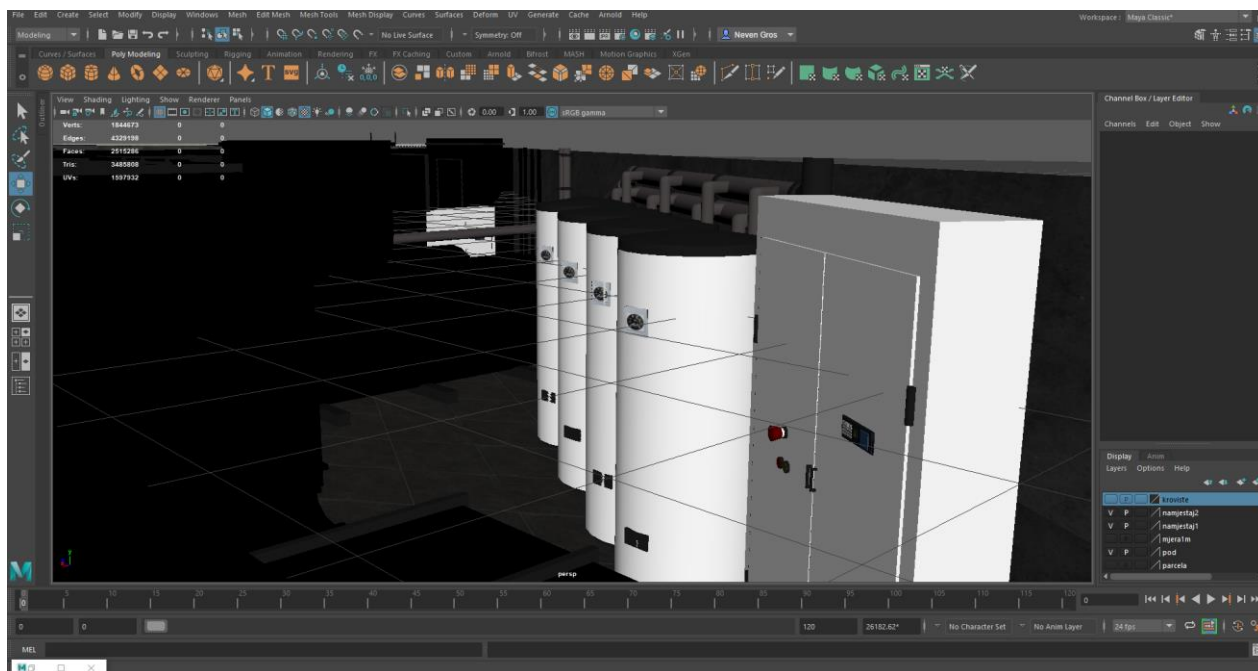 File Edit Create Select Modify Display Windows Mesh Edit Mesh Mesh Tools Mesh Display Curves Surfaces Deform UV Generate Cache Arnold Help
Workspace: Maya Classic*
Modeling No Live Surface Symmetry: Off Neven Gros
Curves / Surfaces Poly Modeling Sculpting Rigging Animation Rendering FX FX Caching Custom Arnold Bifrost MASH Motion Graphics XGen
Channel Box / Layer Editor
View Shading Lighting Show Renderer Panels
0.00 1.00 sRGB gamma
Channels Edit Object Show
Outliner
Verts: 1844673 0 0
Edges: 4329198 0 0
Faces: 2515286 0 0
Tris: 3485808 0 0
UVs: 1597932 0 0
persp
Display Anim
Layers Options Help
P kroviste
V P namjestaj2
V P namjestaj1
mjera1m
V P pod
parcela
0 5 10 15 20 25 30 35 40 45 50 55 60 65 70 75 80 85 90 95 100 105 110 115 120 0
0 0 120 26182.62* No Character Set No Anim Layer 24 fps
MEL